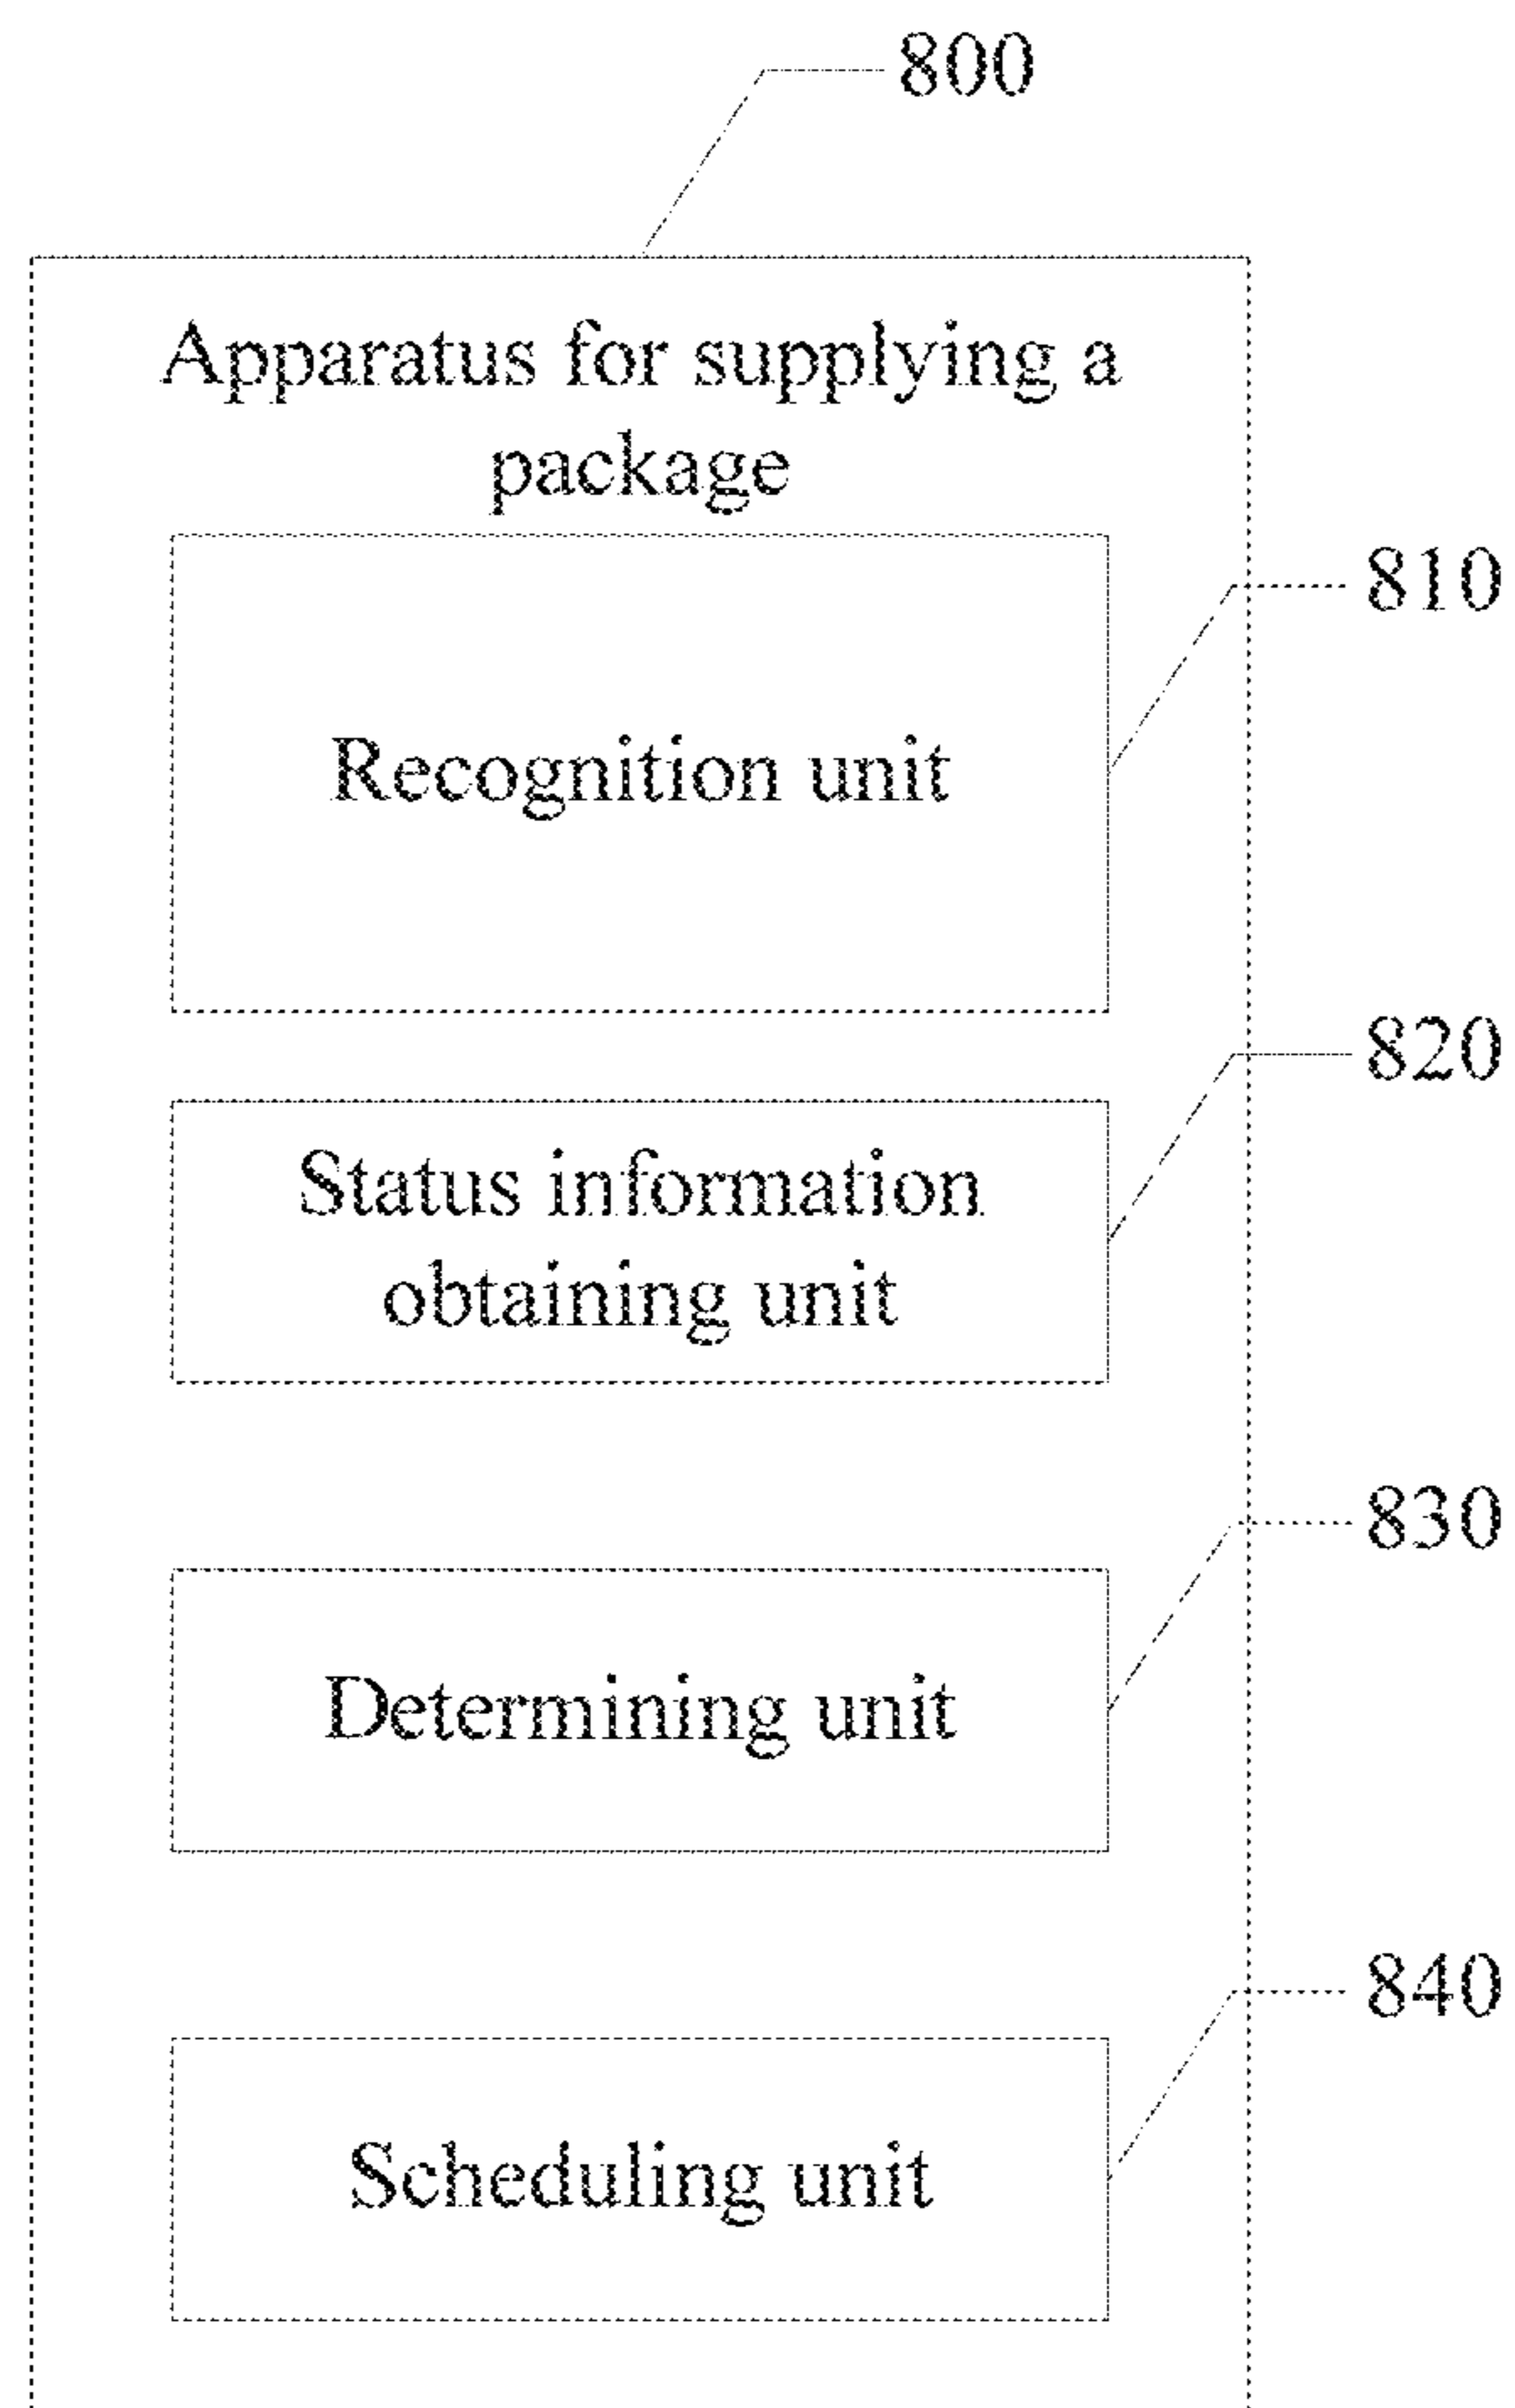 800
Apparatus for supplying a
package
810
Recognition unit
820
Status information
obtaining unit
830
Determining unit
840
Scheduling unit